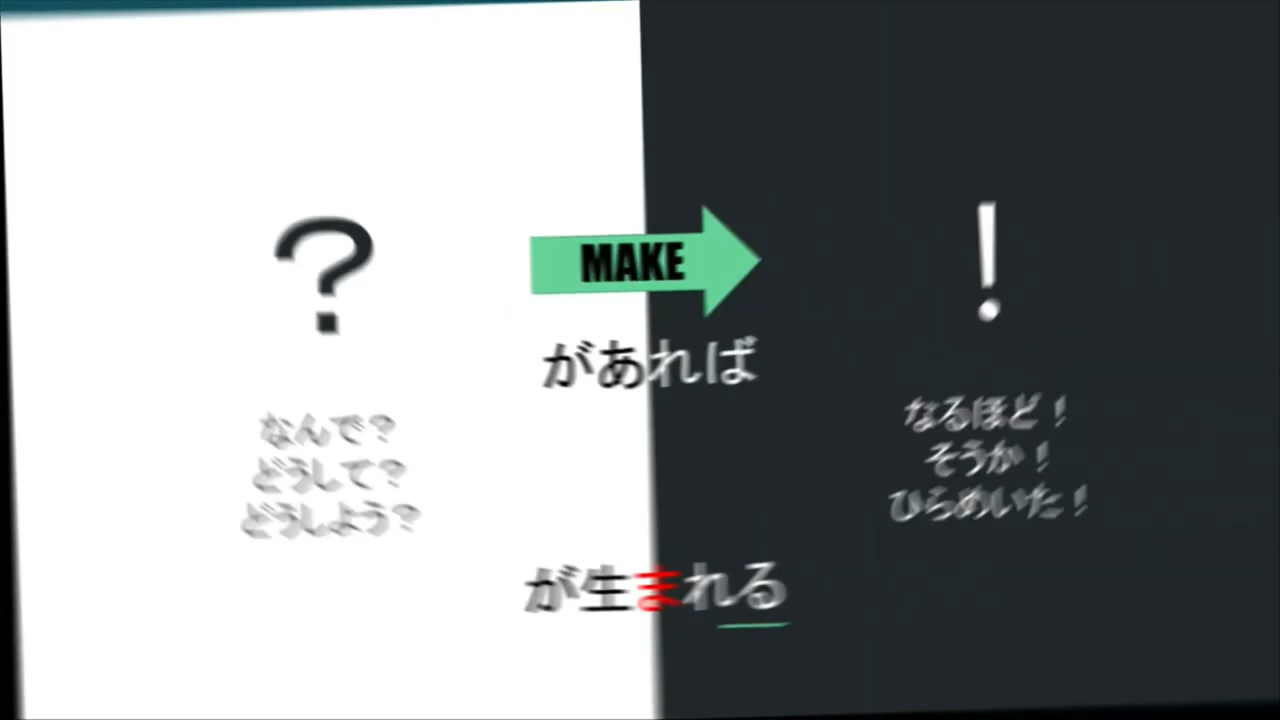 ?
MAKE
!
があれば
なんで?
どうして?
どうしよう?
なるほど!
そうか!
ひらめいた!
が生まれる